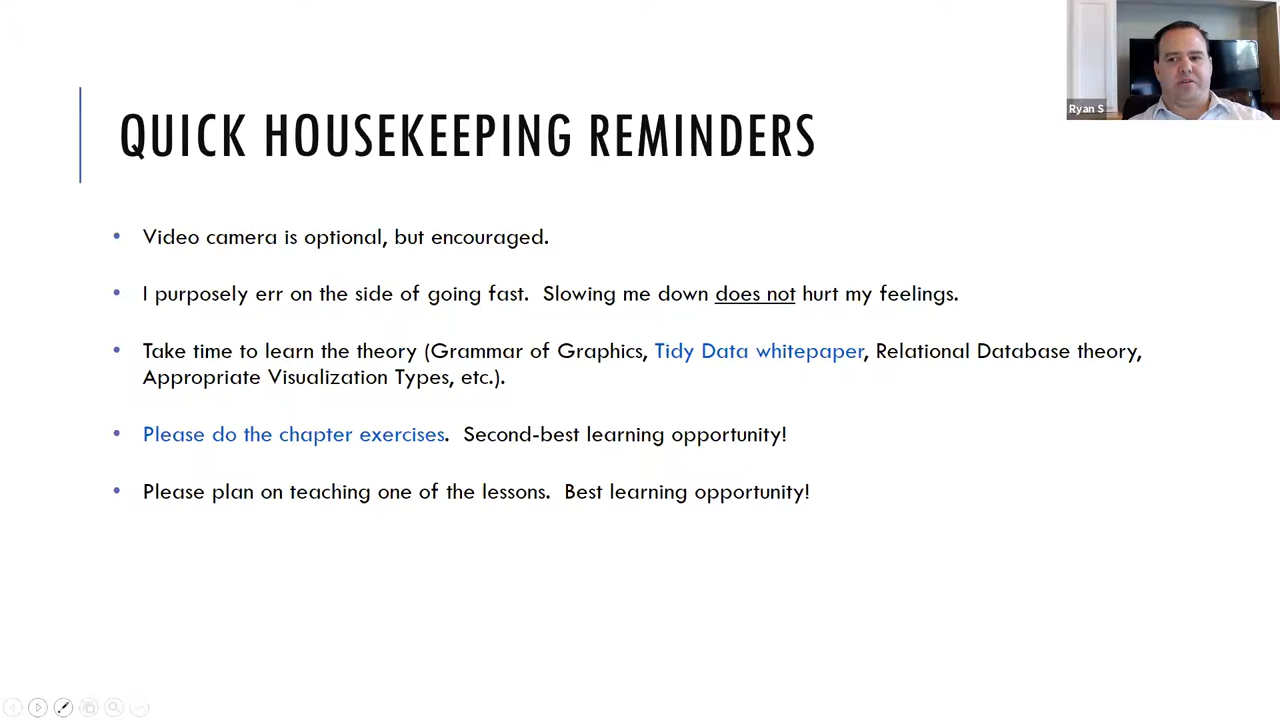 Ryan S
QUICK HOUSEKEEPING REMINDERS
• Video camera is optional, but encouraged.
• I purposely err on the side of going fast. Slowing me down does not hurt my feelings.
• Take time to learn the theory (Grammar of Graphics, Tidy Data whitepaper, Relational Database theory,
Appropriate Visualization Types, etc.).
• Please do the chapter exercises. Second-best learning opportunity!
• Please plan on teaching one of the lessons. Best learning opportunity!